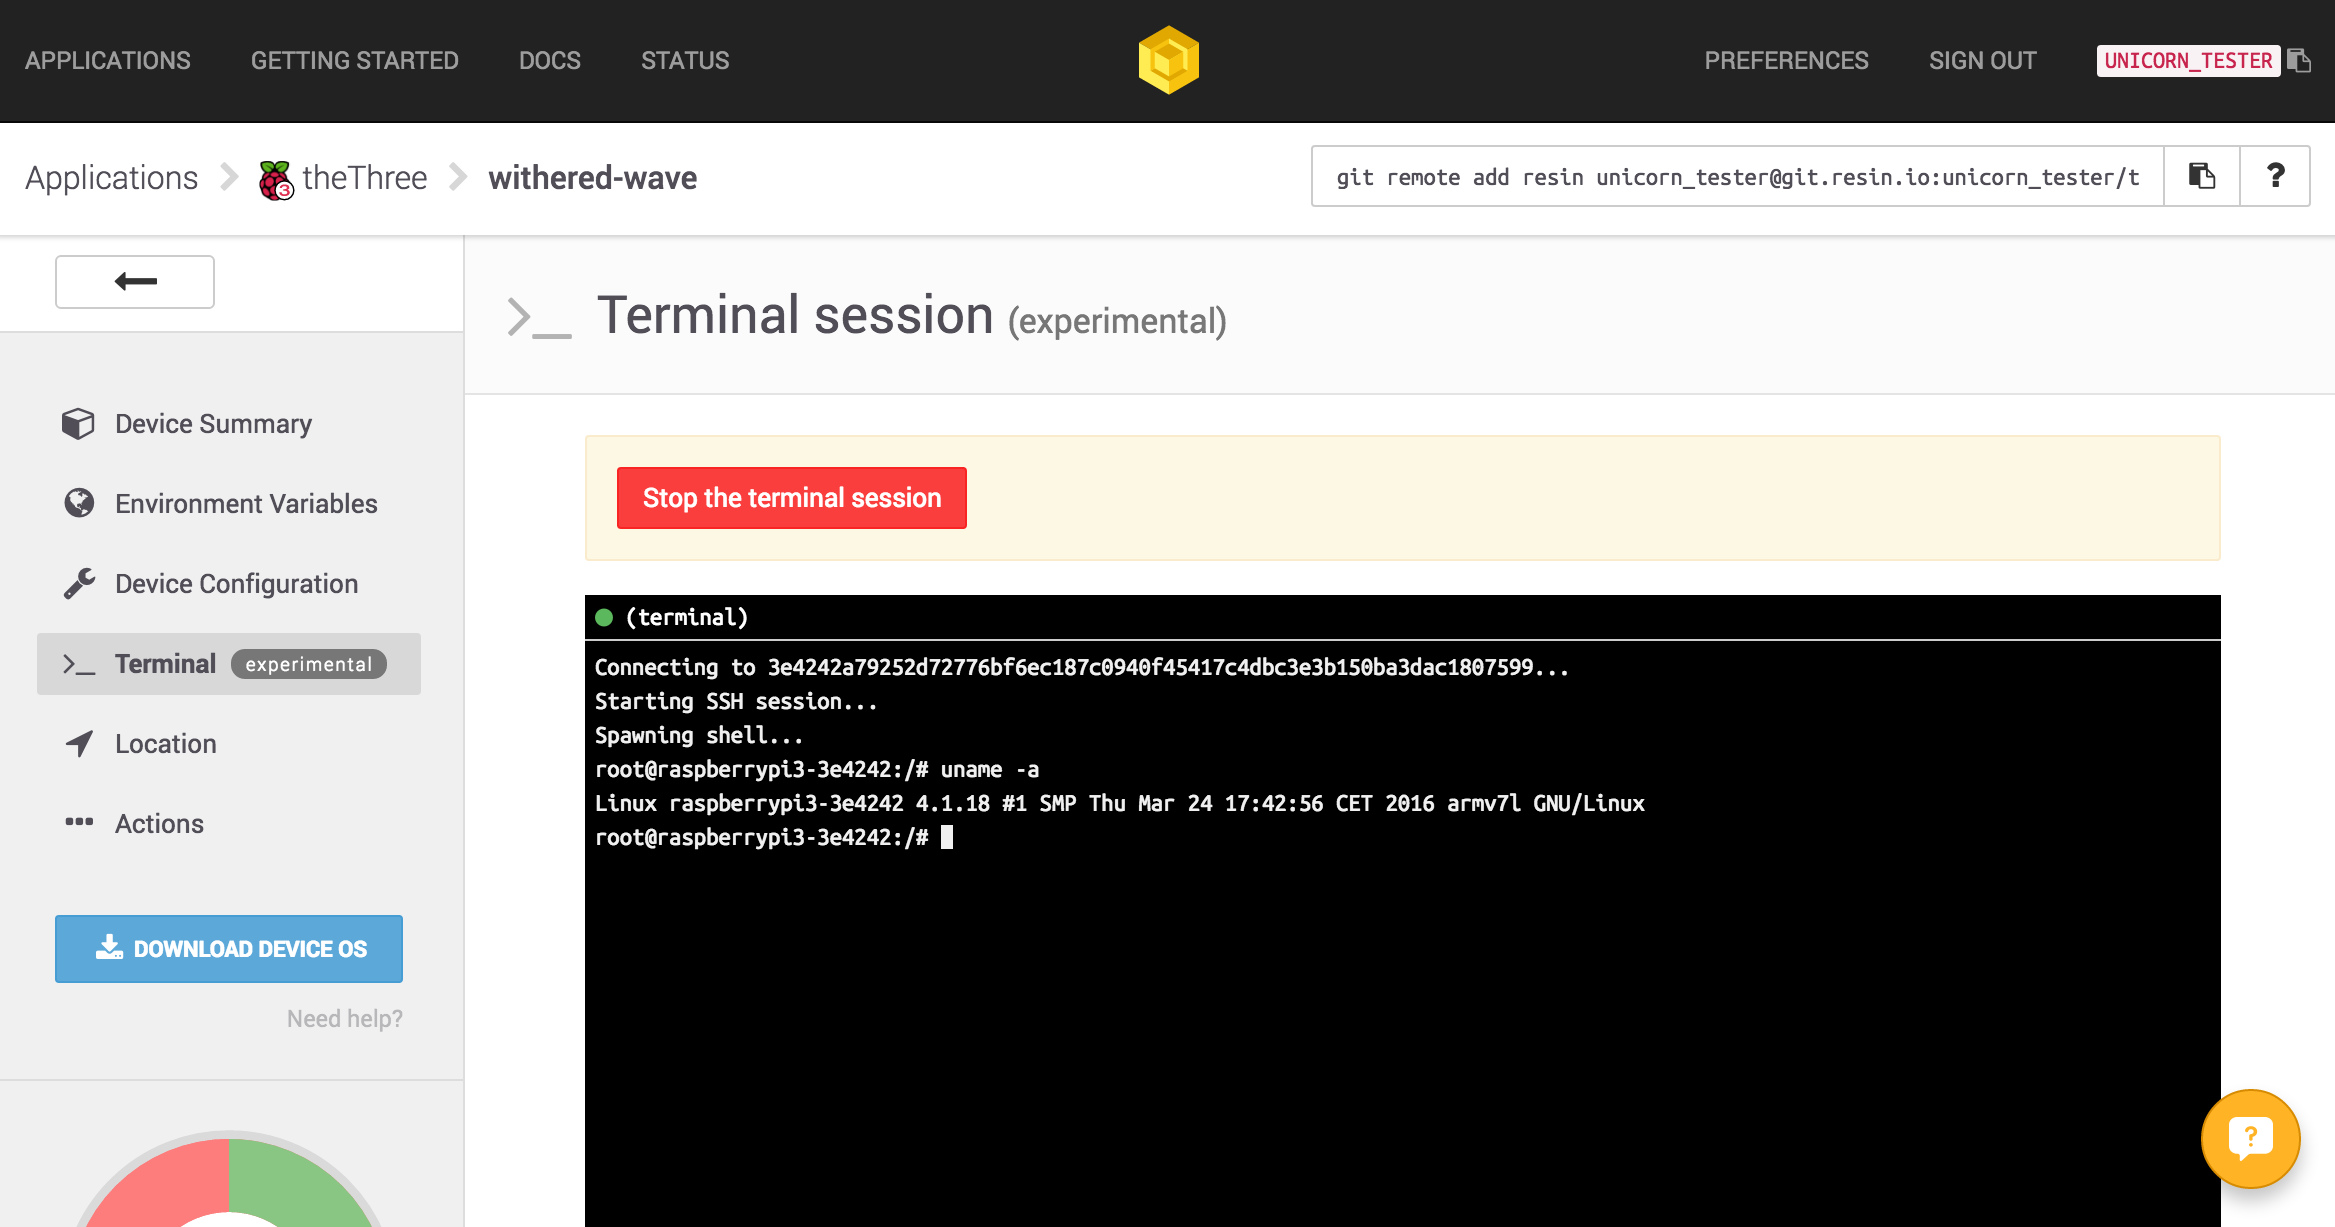 APPLICATIONS GETTING STARTED DOCS STATUS PREFERENCES SIGN OUT UNICORN_TESTER
Applications theThree withered-wave git remote add resin unicorn_tester@git.resin.io:unicorn_tester/t ?
Terminal session (experimental)
Device Summary
Environment Variables
Device Configuration
Terminal experimental
Location
Actions
DOWNLOAD DEVICE OS
Need help?
Stop the terminal session
(terminal)
Connecting to 3e4242a79252d72776bf6ec187c0940f45417c4dbc3e3b150ba3dac1807599...
Starting SSH session...
Spawning shell...
root@raspberrypi3-3e4242:/# uname -a
Linux raspberrypi3-3e4242 4.1.18 #1 SMP Thu Mar 24 17:42:56 CET 2016 armv7l GNU/Linux
root@raspberrypi3-3e4242:/#